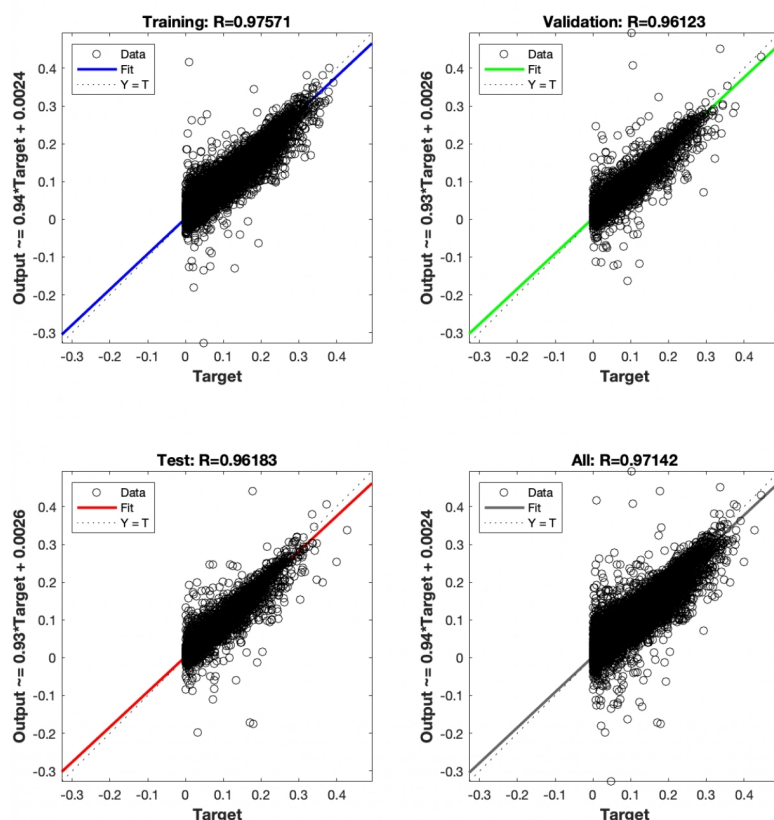 Training: R=0.97571
Data
Fit
Y = T
Output ~= 0.94*Target + 0.0024
0.4
0.3
0.2
0.1
0
-0.1
-0.2
-0.3
-0.3 -0.2 -0.1 0 0.1 0.2 0.3 0.4
Target
Validation: R=0.96123
Data
Fit
Y = T
Output ~= 0.93*Target + 0.0026
0.4
0.3
0.2
0.1
0
-0.1
-0.2
-0.3
-0.3 -0.2 -0.1 0 0.1 0.2 0.3 0.4
Target
Test: R=0.96183
Data
Fit
Y = T
Output ~= 0.93*Target + 0.0026
0.4
0.3
0.2
0.1
0
-0.1
-0.2
-0.3
-0.3 -0.2 -0.1 0 0.1 0.2 0.3 0.4
Target
All: R=0.97142
Data
Fit
Y = T
Output ~= 0.94*Target + 0.0024
0.4
0.3
0.2
0.1
0
-0.1
-0.2
-0.3
-0.3 -0.2 -0.1 0 0.1 0.2 0.3 0.4
Target